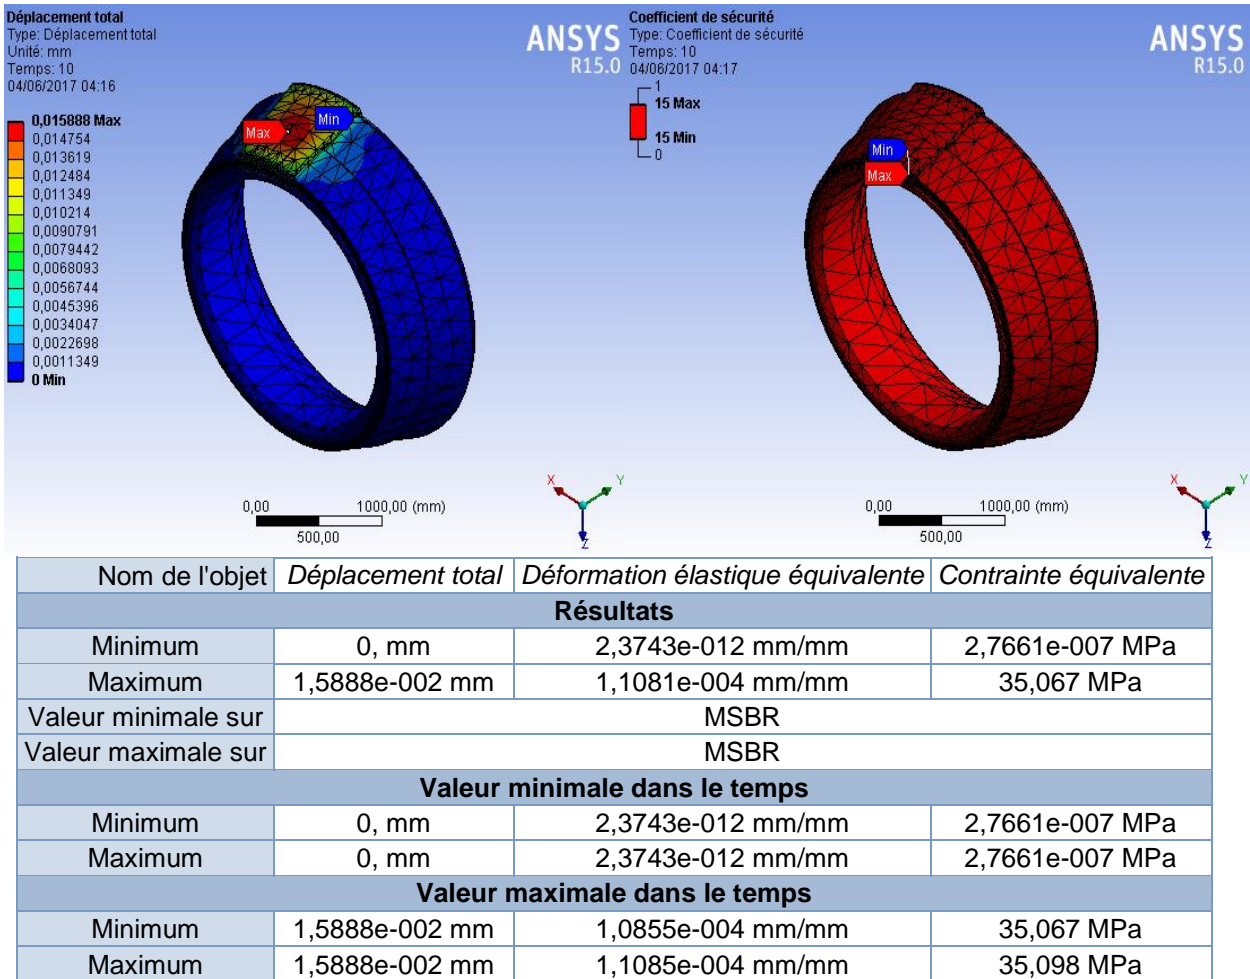 Déplacement total
Type: Déplacement total
Unité: mm
Temps: 10
04/06/2017 04:16
0,015888 Max
0,014754
0,013619
0,012484
0,011349
0,010214
0,0090791
0,0079442
0,0068093
0,0056744
0,0045396
0,0034047
0,0022698
0,0011349
0 Min
ANSYS
R15.0
Max
Min
0,00 1000,00 (mm)
500,00
X Y
Z
Coefficient de sécurité
Type: Coefficient de sécurité
Temps: 10
04/06/2017 04:17
1
15 Max
15 Min
0
ANSYS
R15.0
Min
Max
0,00 1000,00 (mm)
500,00
X Y
Z
Nom de l'objet Déplacement total Déformation élastique équivalente Contrainte équivalente
Résultats
Minimum 0, mm 2,3743e-012 mm/mm 2,7661e-007 MPa
Maximum 1,5888e-002 mm 1,1081e-004 mm/mm 35,067 MPa
Valeur minimale sur MSBR
Valeur maximale sur MSBR
Valeur minimale dans le temps
Minimum 0, mm 2,3743e-012 mm/mm 2,7661e-007 MPa
Maximum 0, mm 2,3743e-012 mm/mm 2,7661e-007 MPa
Valeur maximale dans le temps
Minimum 1,5888e-002 mm 1,0855e-004 mm/mm 35,067 MPa
Maximum 1,5888e-002 mm 1,1085e-004 mm/mm 35,098 MPa